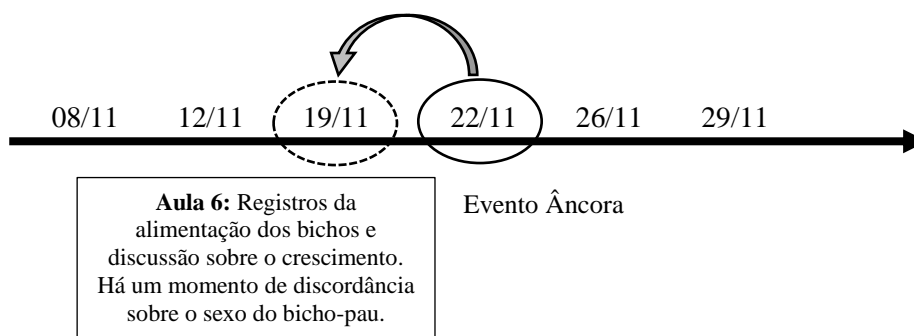 08/11 12/11 19/11 22/11 26/11 29/11
Aula 6: Registros da
alimentação dos bichos e
discussão sobre o crescimento.
Há um momento de discordância
sobre o sexo do bicho-pau.
Evento Âncora